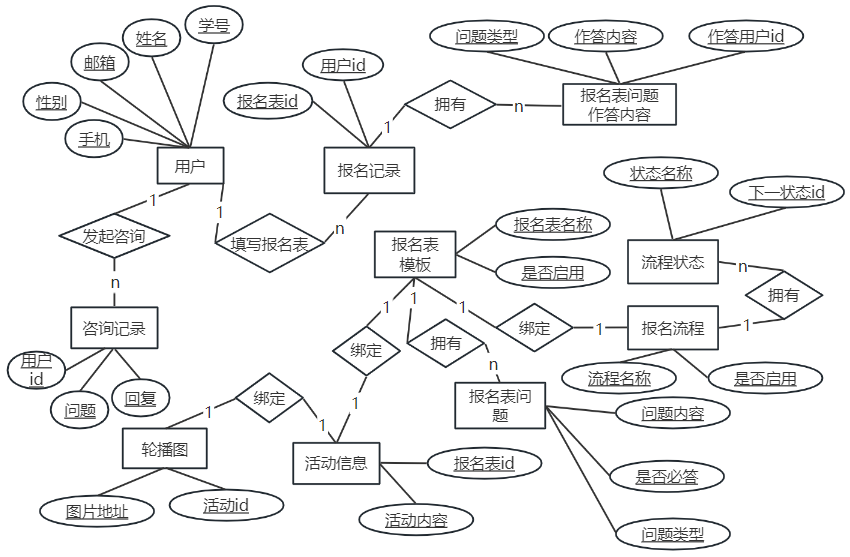 学号
姓名
邮箱
性别
手机
用户
用户id
报名表id
报名记录
1
拥有
n
问题类型
作答内容
作答用户id
报名表问题
作答内容
1
发起咨询
n
咨询记录
用户
id
问题
回复
1
填写报名表
n
报名表
模板
报名表名称
是否启用
状态名称
下一状态id
流程状态
n
拥有
1
报名流程
流程名称
是否启用
1
绑定
1
1
拥有
n
报名表问
题
问题内容
是否必答
问题类型
1
绑定
1
活动信息
报名表id
活动内容
1
绑定
1
轮播图
图片地址
活动id